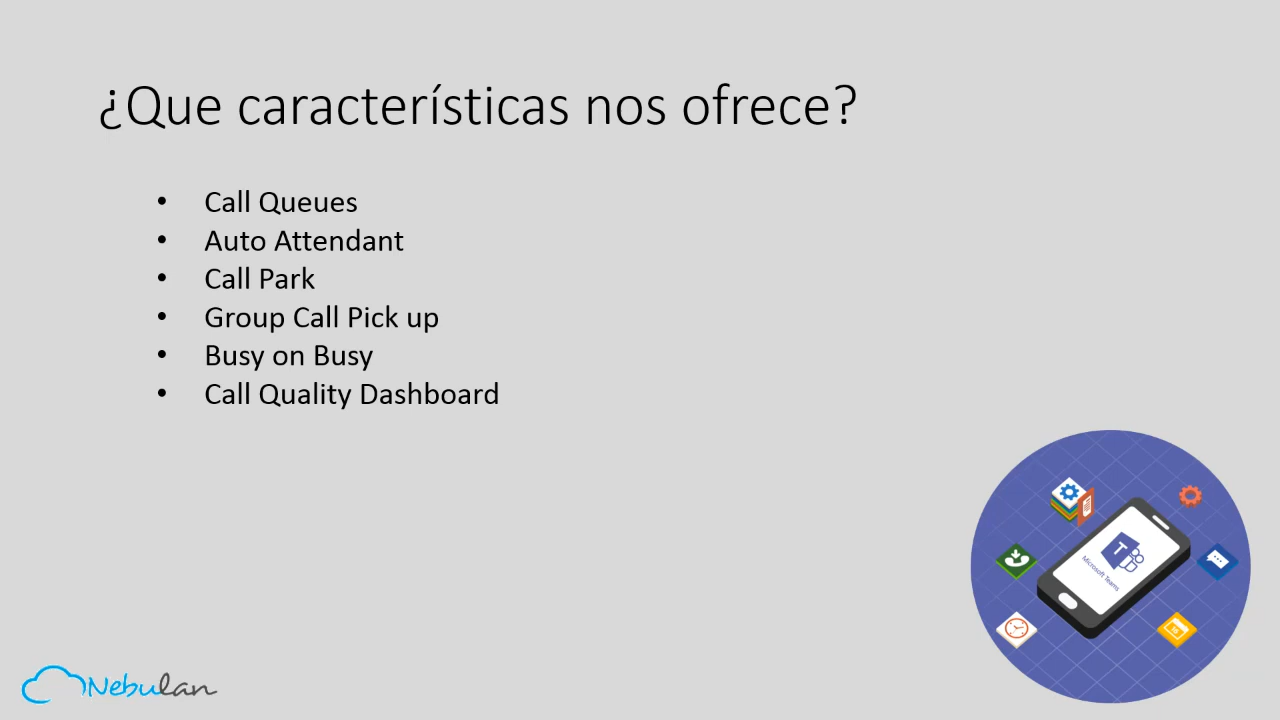 ¿Que características nos ofrece?
• Call Queues
• Auto Attendant
• Call Park
• Group Call Pick up
• Busy on Busy
• Call Quality Dashboard
T
Microsoft Teams
Nebulan